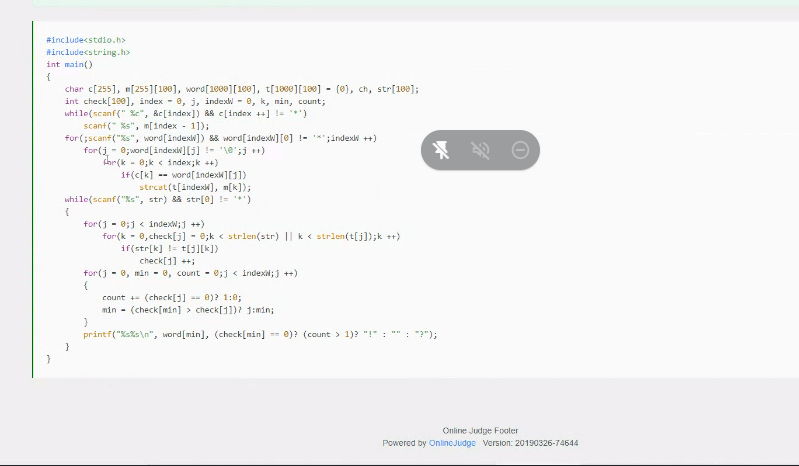 #include<stdio.h>
#include<string.h>
int main()
{
    char c[255], m[255][100], word[1000][100], t[1000][100] = {0}, ch, str[100];
    int check[100], index = 0, j, indexW = 0, k, min, count;
    while(scanf(" %c", &c[index]) && c[index ++] != '*')
        scanf(" %s", m[index - 1]);
    for(;scanf("%s", word[indexW]) && word[indexW][0] != '*';indexW ++)
        for(j = 0;word[indexW][j] != '\0';j ++)
            for(k = 0;k < index;k ++)
                if(c[k] == word[indexW][j])
                    strcat(t[indexW], m[k]);
    while(scanf("%s", str) && str[0] != '*')
    {
        for(j = 0;j < indexW;j ++)
            for(k = 0,check[j] = 0;k < strlen(str) || k < strlen(t[j]);k ++)
                if(str[k] != t[j][k])
                    check[j] ++;
        for(j = 0, min = 0, count = 0;j < indexW;j ++)
        {
            count += (check[j] == 0)? 1:0;
            min = (check[min] > check[j])? j:min;
        }
        printf("%s%s\n", word[min], (check[min] == 0)? (count > 1)? "!" : "" : "?");
    }
}
Online Judge Footer
Powered by OnlineJudge Version: 20190326-74644